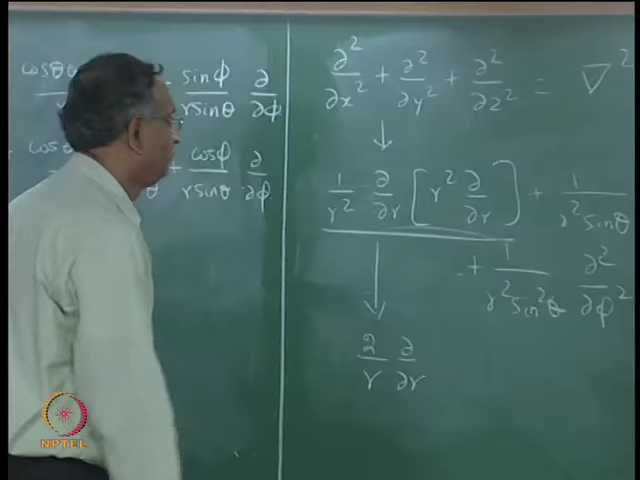 cosθ sinφ/r sinθ ∂/∂φ
cosθ + cosφ/r sinθ ∂/∂φ
∂²/∂x² + ∂²/∂y² + ∂²/∂z² = ∇²
↓
1/r² ∂/∂r [ r² ∂/∂r ] + 1/r² sinθ
+ 1/r² sin²θ ∂²/∂φ²
↓
2/r ∂/∂r
NPTEL